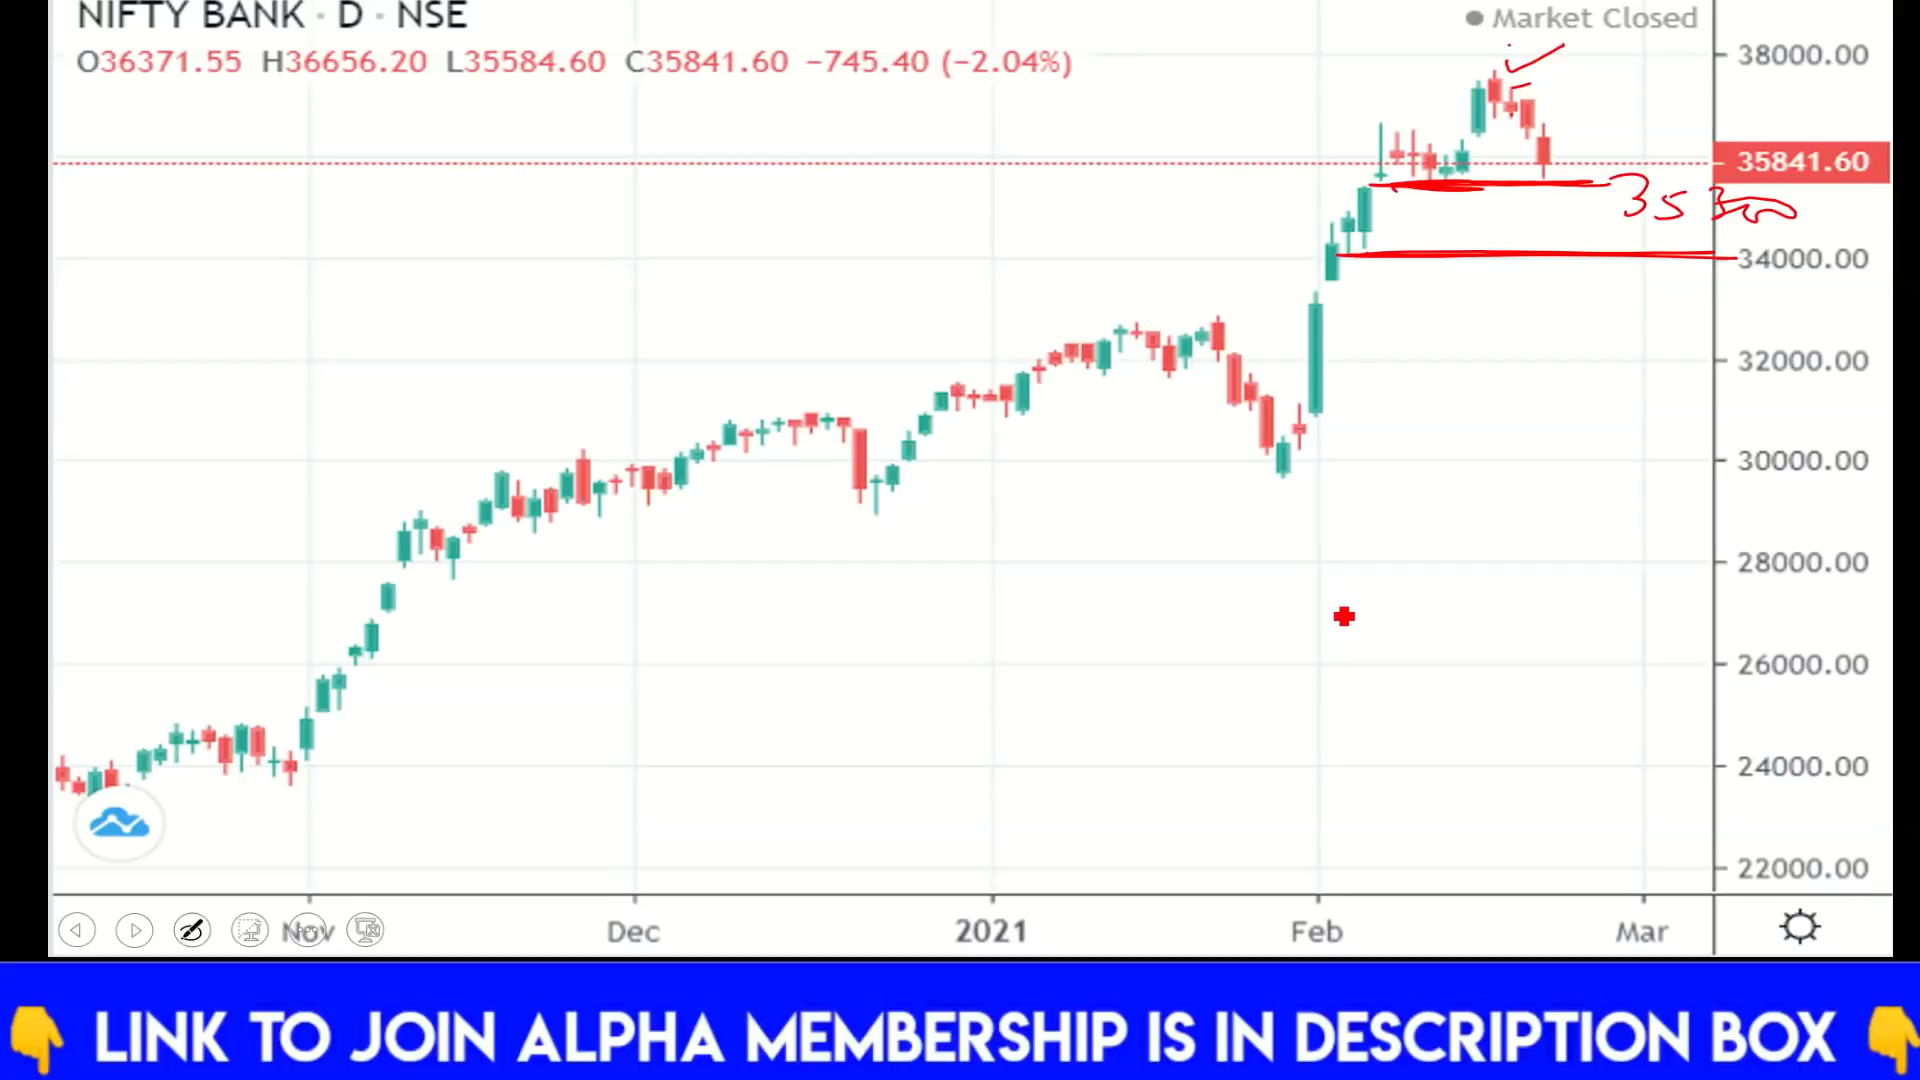 NIFTY BANK · D · NSE
Market Closed
O36371.55 H36656.20 L35584.60 C35841.60 −745.40 (−2.04%)
38000.00
35841.60
34000.00
32000.00
30000.00
28000.00
26000.00
24000.00
22000.00
Nov Dec 2021 Feb Mar
👇 LINK TO JOIN ALPHA MEMBERSHIP IS IN DESCRIPTION BOX 👇